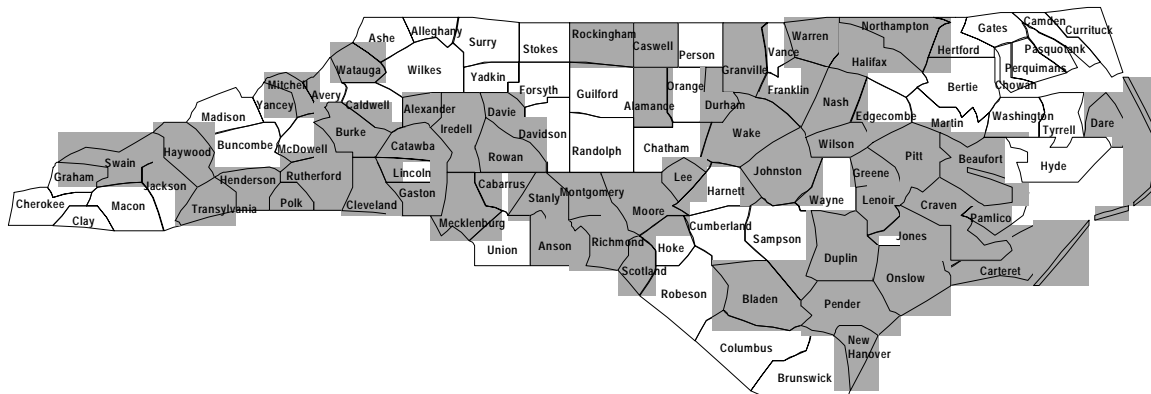 Ashe
Alleghany
Surry
Stokes
Rockingham
Caswell
Person
Vance
Warren
Northampton
Gates
Camden
Currituck
Hertford
Pasquotank
Perquimans
Chowan
Watauga
Wilkes
Yadkin
Forsyth
Guilford
Alamance
Orange
Durham
Granville
Franklin
Halifax
Bertie
Mitchell
Yancey
Avery
Caldwell
Alexander
Iredell
Davie
Davidson
Randolph
Chatham
Wake
Nash
Edgecombe
Martin
Washington
Tyrrell
Dare
Madison
Buncombe
McDowell
Burke
Catawba
Rowan
Wilson
Pitt
Beaufort
Hyde
Swain
Haywood
Graham
Jackson
Henderson
Rutherford
Lincoln
Gaston
Cabarrus
Stanly
Montgomery
Lee
Moore
Harnett
Johnston
Wayne
Greene
Lenoir
Craven
Pamlico
Cherokee
Clay
Macon
Transylvania
Polk
Cleveland
Mecklenburg
Union
Anson
Richmond
Scotland
Hoke
Cumberland
Sampson
Duplin
Jones
Onslow
Carteret
Robeson
Bladen
Pender
Columbus
Brunswick
New
Hanover